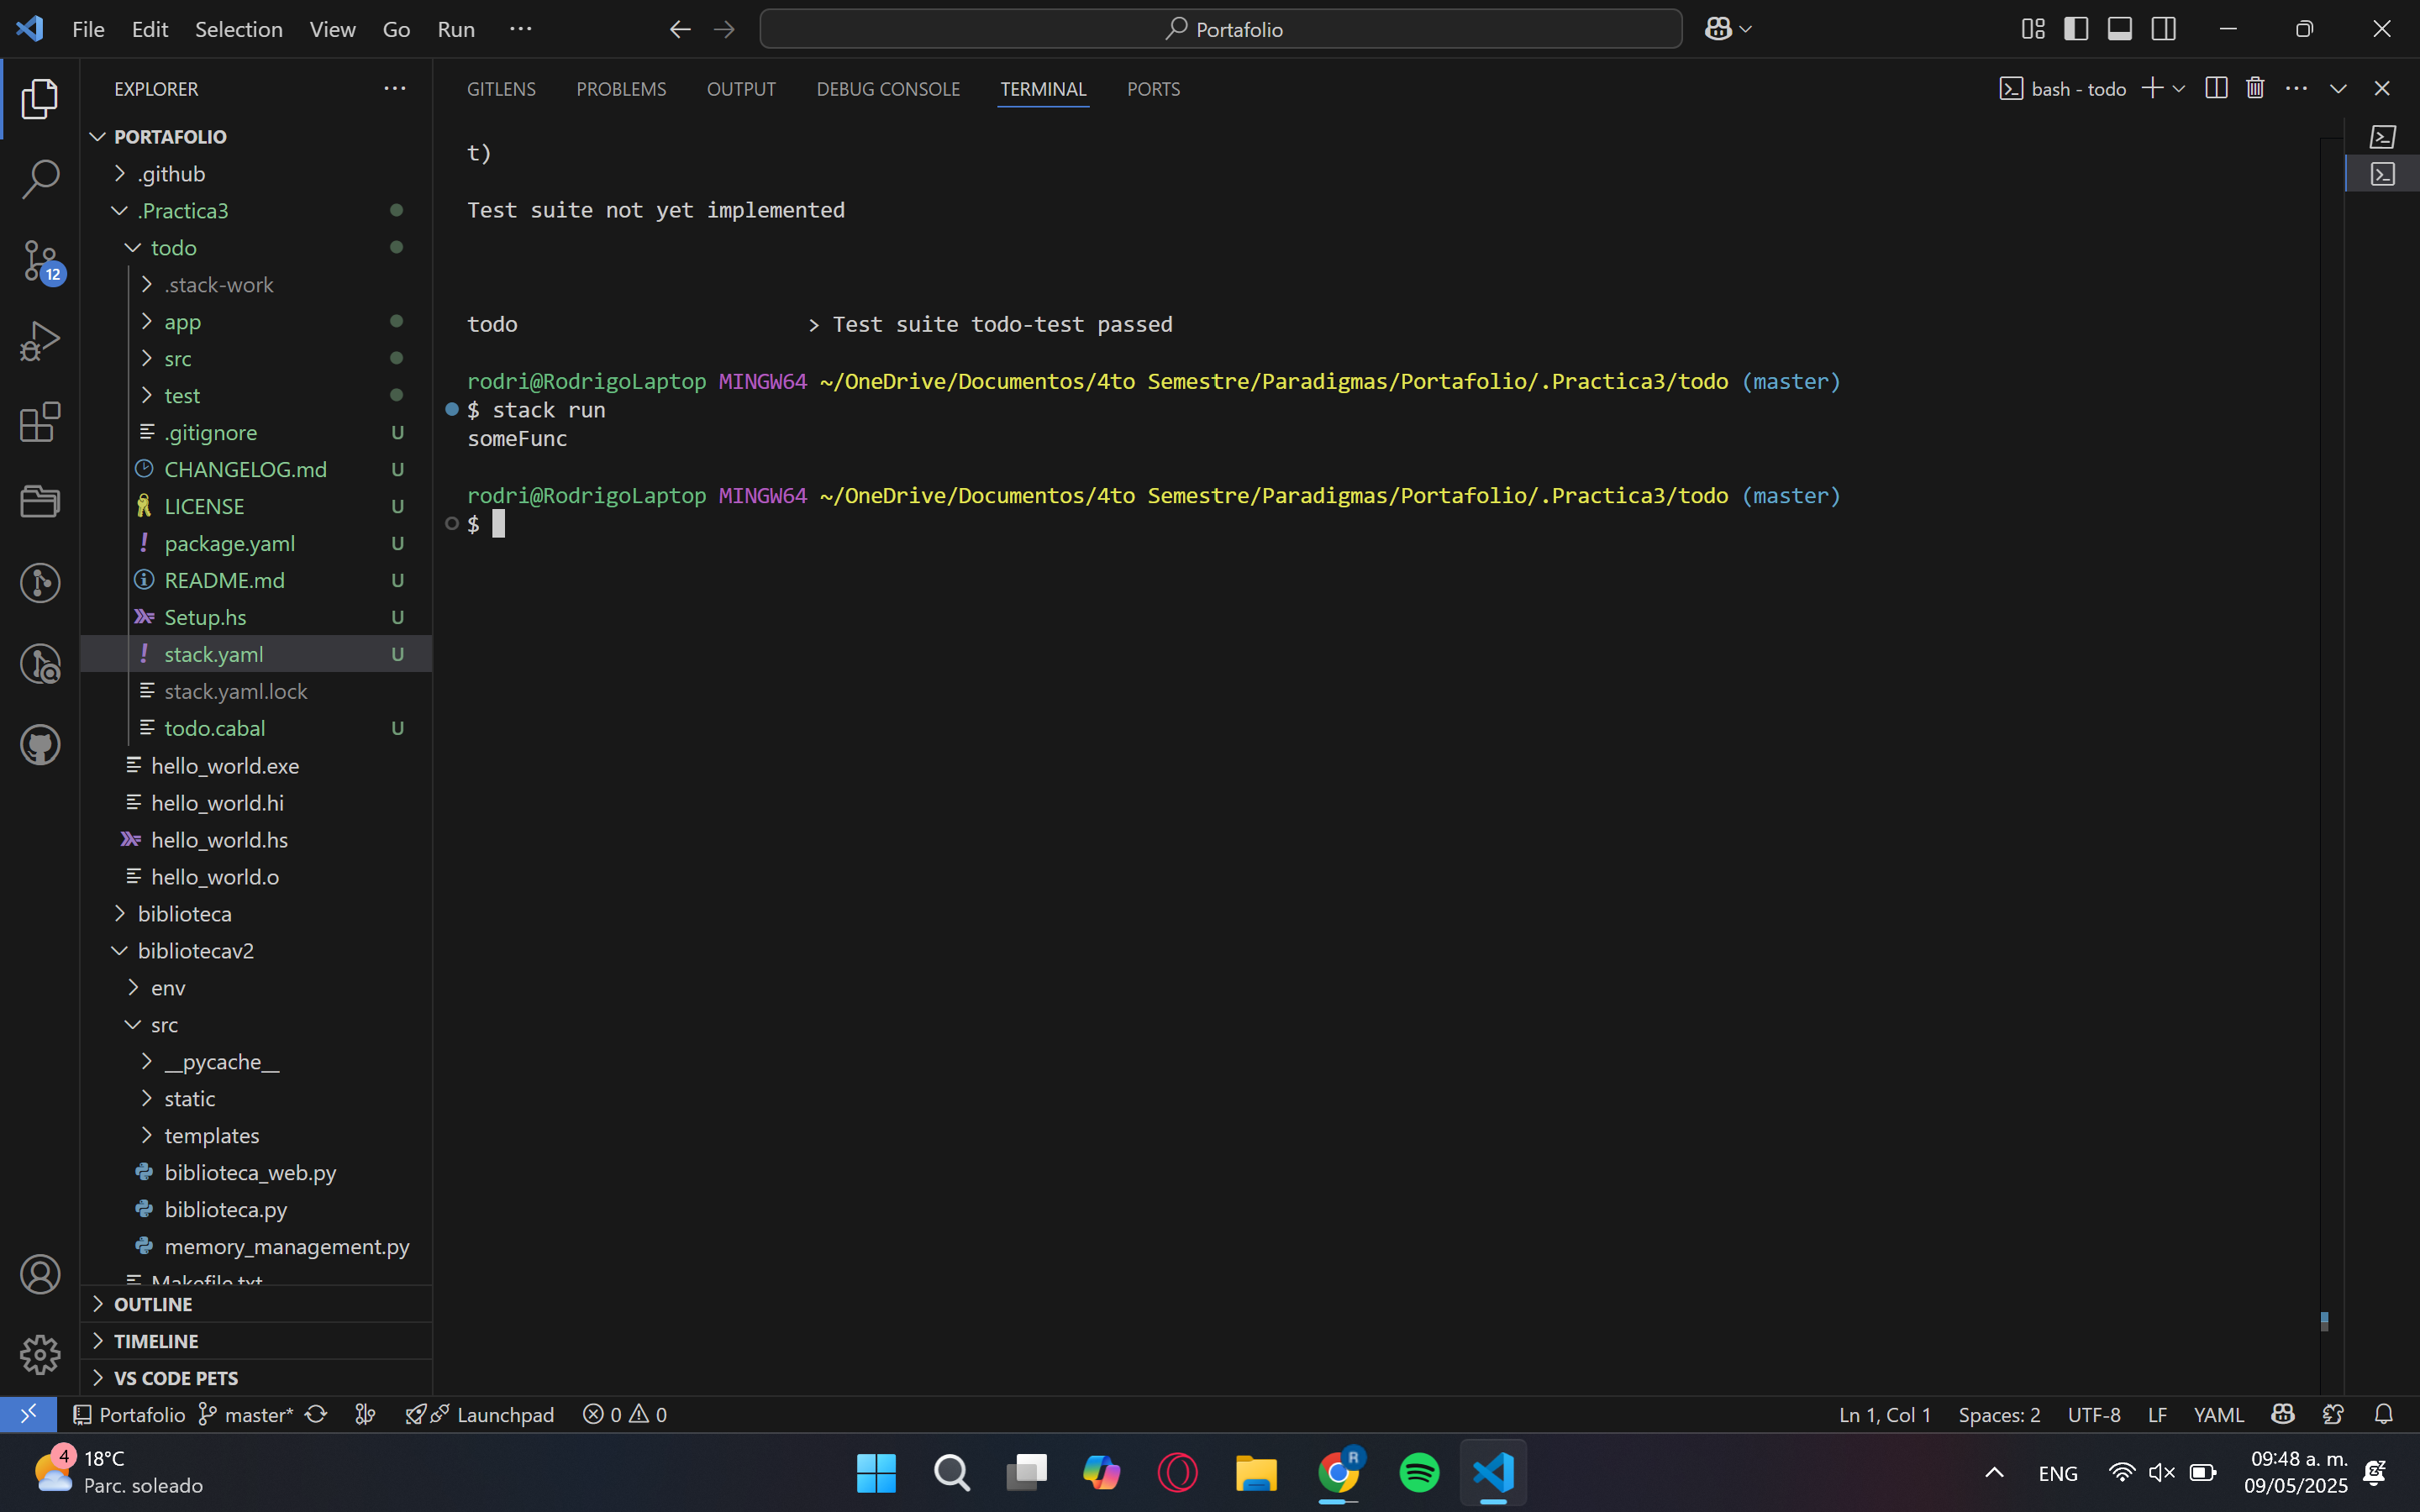 File Edit Selection View Go Run ...
Portafolio
EXPLORER
PORTAFOLIO
.github
.Practica3
todo
.stack-work
app
src
test
.gitignore U
CHANGELOG.md U
LICENSE U
package.yaml U
README.md U
Setup.hs U
stack.yaml U
stack.yaml.lock
todo.cabal U
hello_world.exe
hello_world.hi
hello_world.hs
hello_world.o
biblioteca
bibliotecav2
env
src
__pycache__
static
templates
biblioteca_web.py
biblioteca.py
memory_management.py
Makefile.txt
OUTLINE
TIMELINE
VS CODE PETS
12
GITLENS PROBLEMS OUTPUT DEBUG CONSOLE TERMINAL PORTS
bash - todo
t)
Test suite not yet implemented
todo > Test suite todo-test passed
rodri@RodrigoLaptop MINGW64 ~/OneDrive/Documentos/4to Semestre/Paradigmas/Portafolio/.Practica3/todo (master)
$ stack run
someFunc
rodri@RodrigoLaptop MINGW64 ~/OneDrive/Documentos/4to Semestre/Paradigmas/Portafolio/.Practica3/todo (master)
$
Portafolio master* Launchpad 0 0
Ln 1, Col 1 Spaces: 2 UTF-8 LF YAML
4
18°C
Parc. soleado
R
ENG
09:48 a. m.
09/05/2025